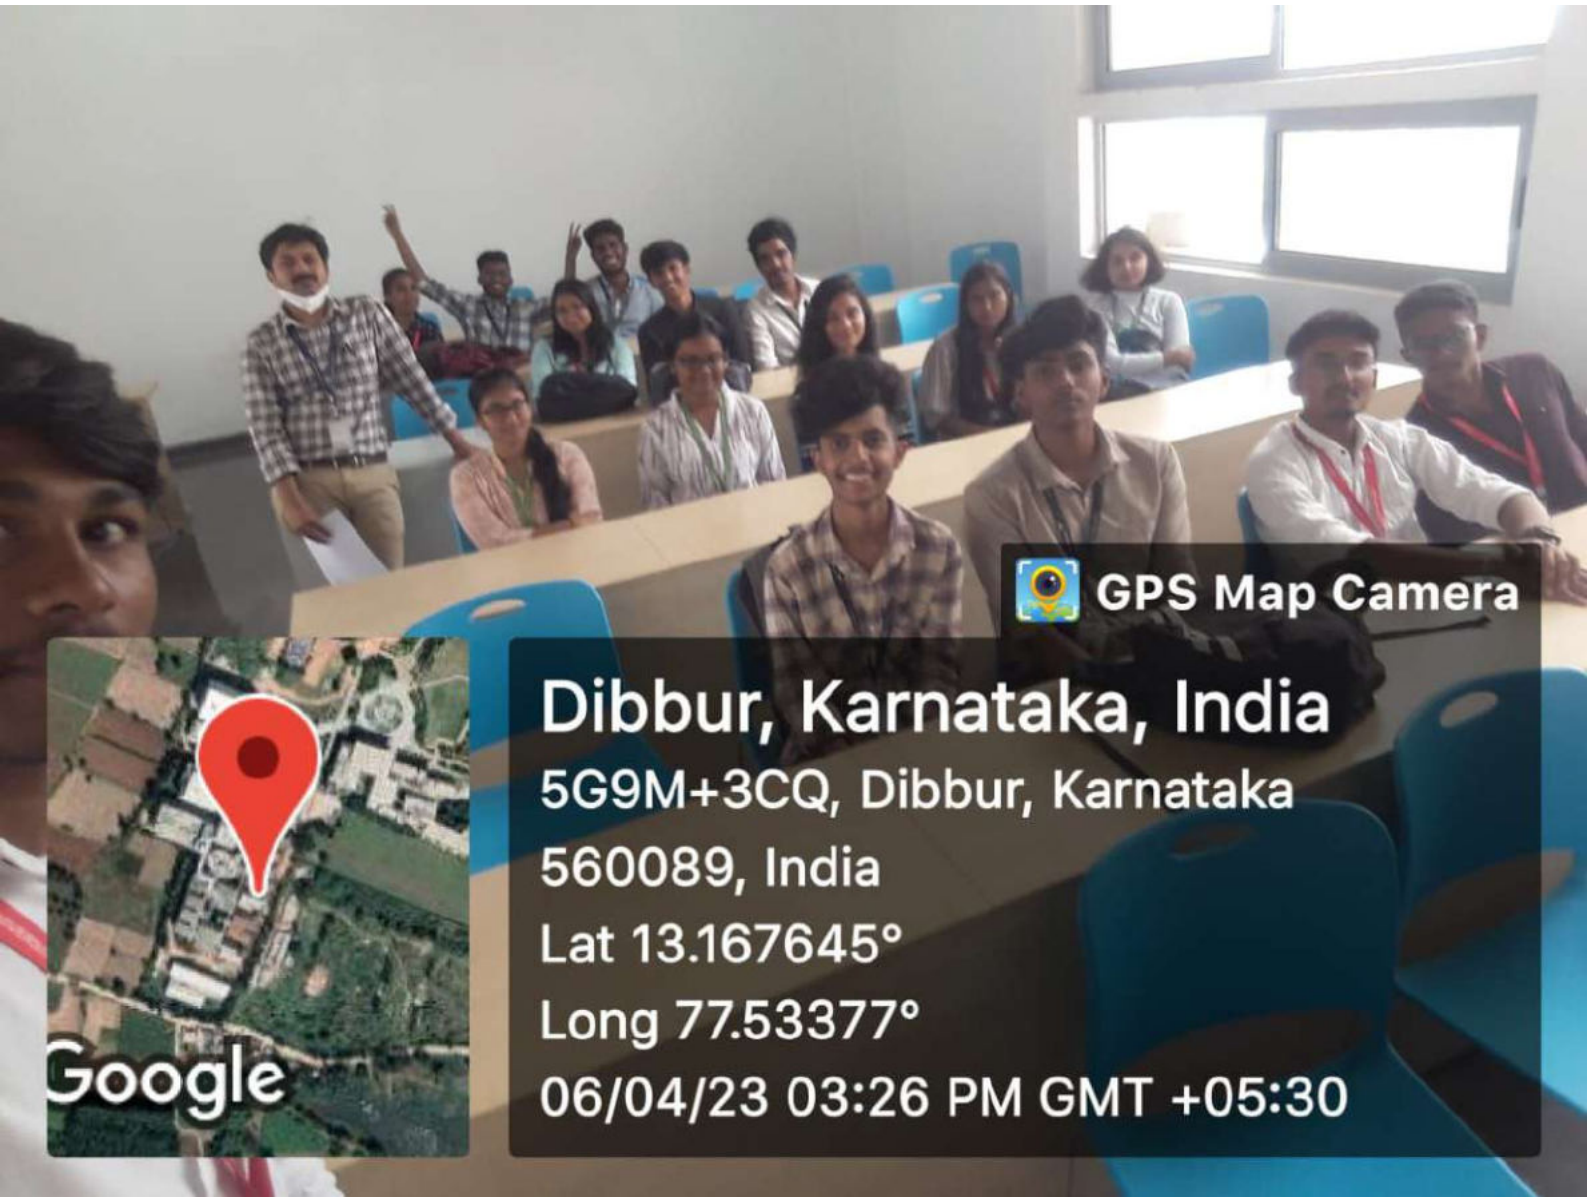 GPS Map Camera
Dibbur, Karnataka, India
5G9M+3CQ, Dibbur, Karnataka
560089, India
Lat 13.167645°
Long 77.53377°
06/04/23 03:26 PM GMT +05:30
Google